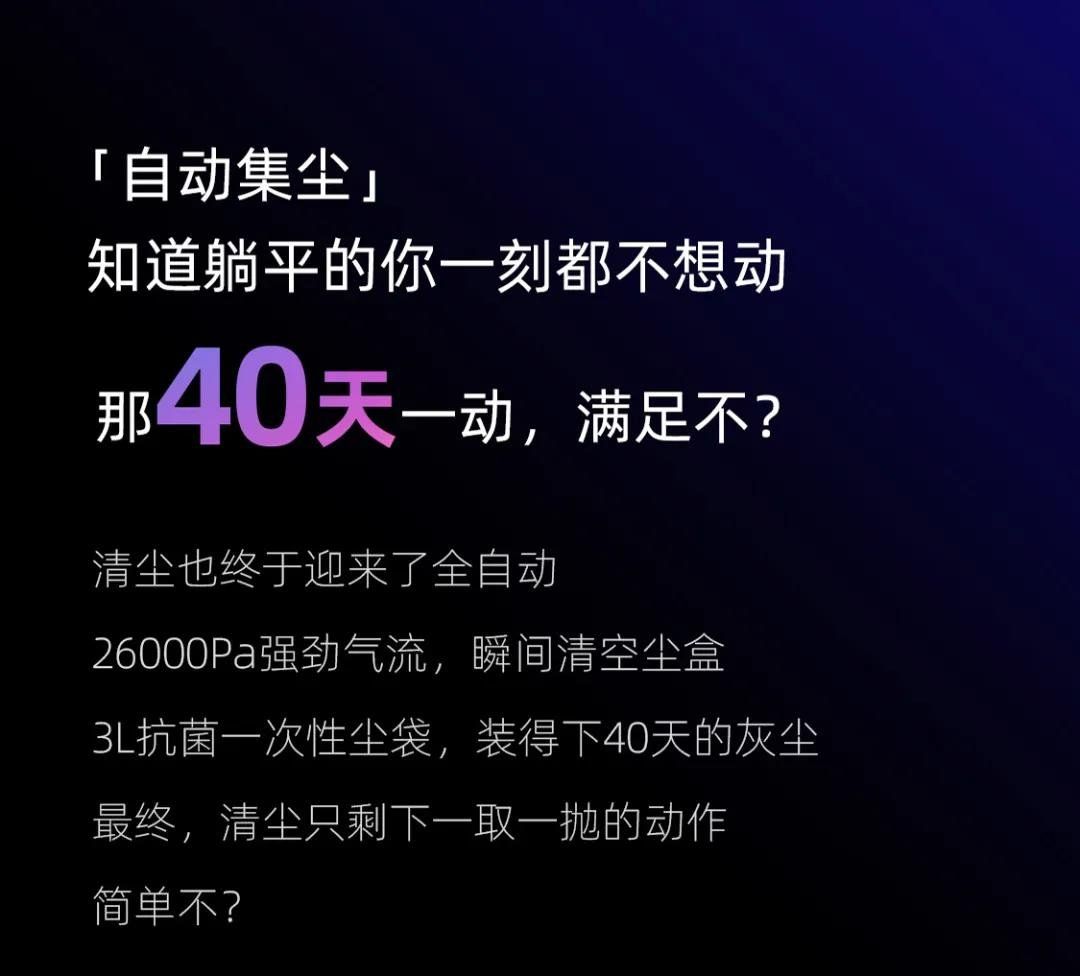 「自动集尘」
知道躺平的你一刻都不想动
那40天一动，满足不？
清尘也终于迎来了全自动
26000Pa强劲气流，瞬间清空尘盒
3L抗菌一次性尘袋，装得下40天的灰尘
最终，清尘只剩下一取一抛的动作
简单不？